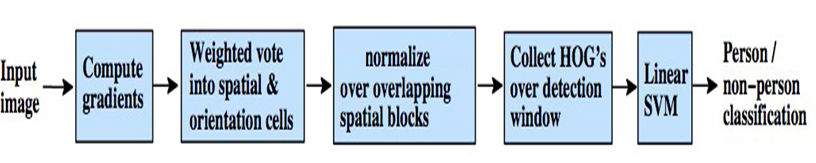 Input
image
Compute
gradients
Weighted vote
into spatial &
orientation cells
normalize
over overlapping
spatial blocks
Collect HOG's
over detection
window
Linear
SVM
Person /
non-person
classification